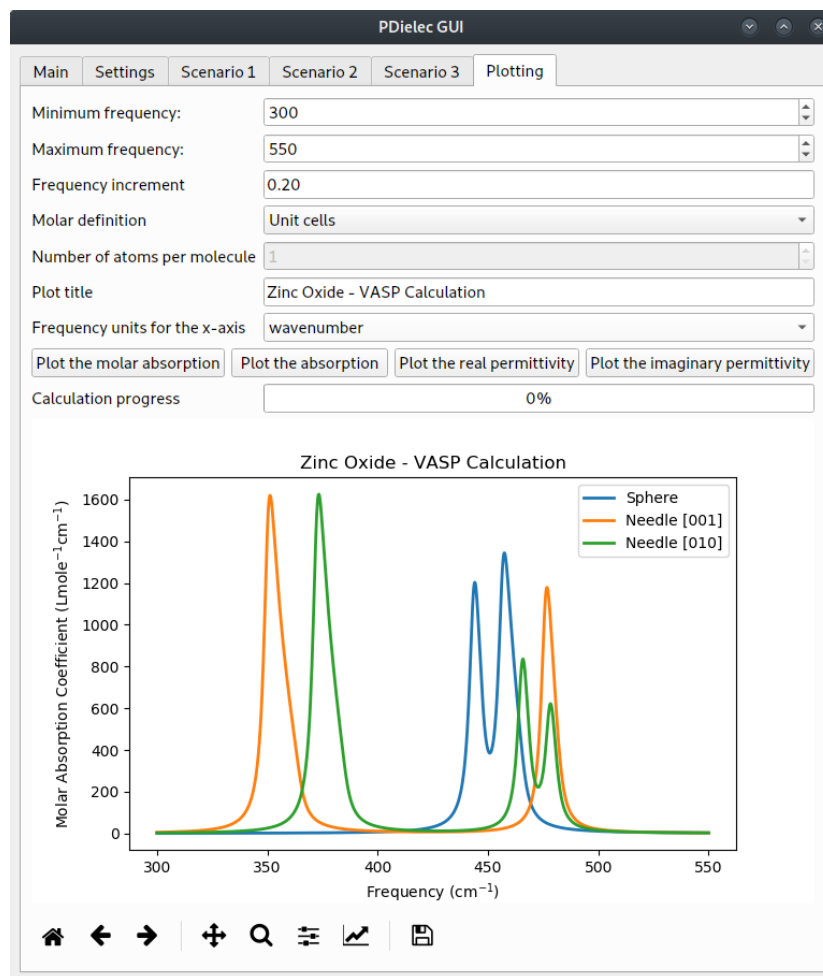 PDielec GUI
Main Settings Scenario 1 Scenario 2 Scenario 3 Plotting
Minimum frequency: 300
Maximum frequency: 550
Frequency increment 0.20
Molar definition Unit cells
Number of atoms per molecule 1
Plot title Zinc Oxide - VASP Calculation
Frequency units for the x-axis wavenumber
Plot the molar absorption Plot the absorption Plot the real permittivity Plot the imaginary permittivity
Calculation progress 0%
Zinc Oxide - VASP Calculation
Molar Absorption Coefficient (Lmole⁻¹cm⁻¹)
1600
1400
1200
1000
800
600
400
200
0
Sphere
Needle [001]
Needle [010]
300 350 400 450 500 550
Frequency (cm⁻¹)